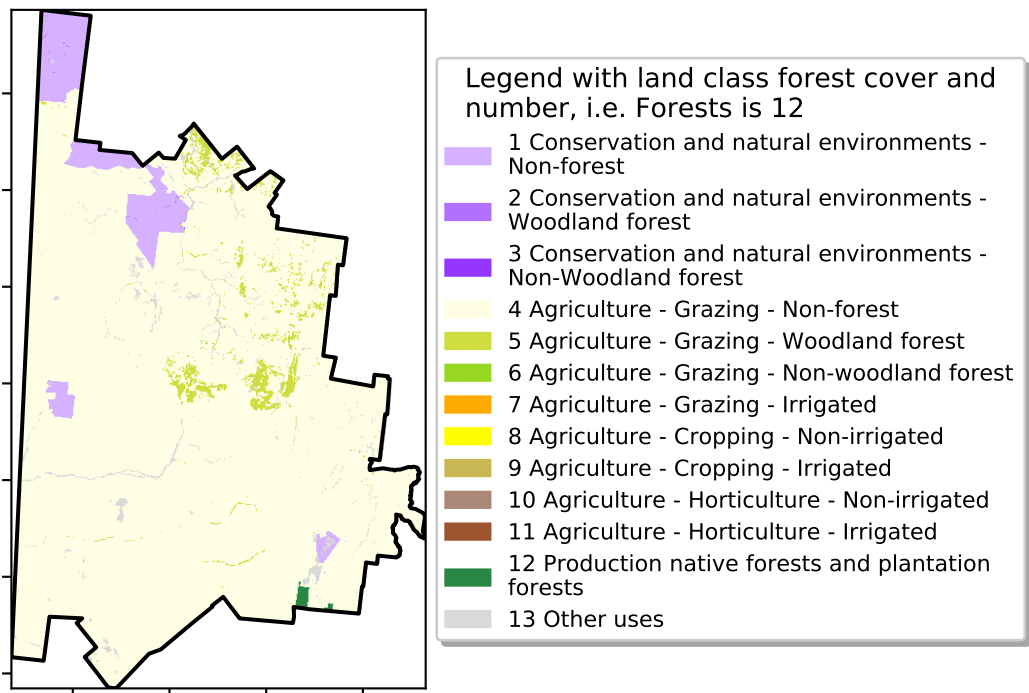 Legend with land class forest cover and
number, i.e. Forests is 12
1 Conservation and natural environments -
Non-forest
2 Conservation and natural environments -
Woodland forest
3 Conservation and natural environments -
Non-Woodland forest
4 Agriculture - Grazing - Non-forest
5 Agriculture - Grazing - Woodland forest
6 Agriculture - Grazing - Non-woodland forest
7 Agriculture - Grazing - Irrigated
8 Agriculture - Cropping - Non-irrigated
9 Agriculture - Cropping - Irrigated
10 Agriculture - Horticulture - Non-irrigated
11 Agriculture - Horticulture - Irrigated
12 Production native forests and plantation
forests
13 Other uses